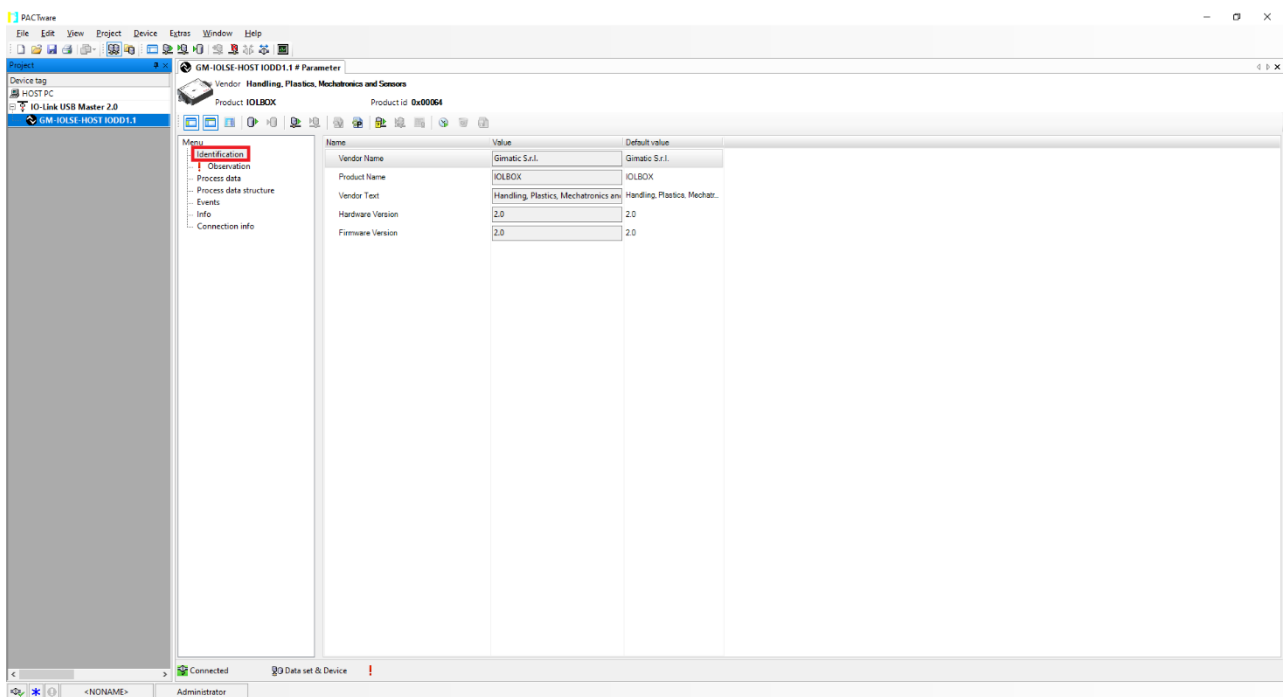 PACTware
File Edit View Project Device Extras Window Help
Project
GM-IOLSE-HOST IODD1.1 # Parameter
Device tag
HOST PC
IO-Link USB Master 2.0
GM-IOLSE-HOST IODD1.1
Vendor Handling, Plastics, Mechatronics and Sensors
Product IOLBOX Product id 0x00064
Menu
Identification
Observation
Process data
Process data structure
Events
Info
Connection info
Name Value Default value
Vendor Name Gimatic S.r.l. Gimatic S.r.l.
Product Name IOLBOX IOLBOX
Vendor Text Handling, Plastics, Mechatronics an Handling, Plastics, Mechatr...
Hardware Version 2.0 2.0
Firmware Version 2.0 2.0
Connected Data set & Device
<NONAME> Administrator